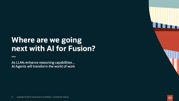 Where are we going
next with AI for Fusion?
As LLMs enhance reasoning capabilities...
AI Agents will transform the world of work